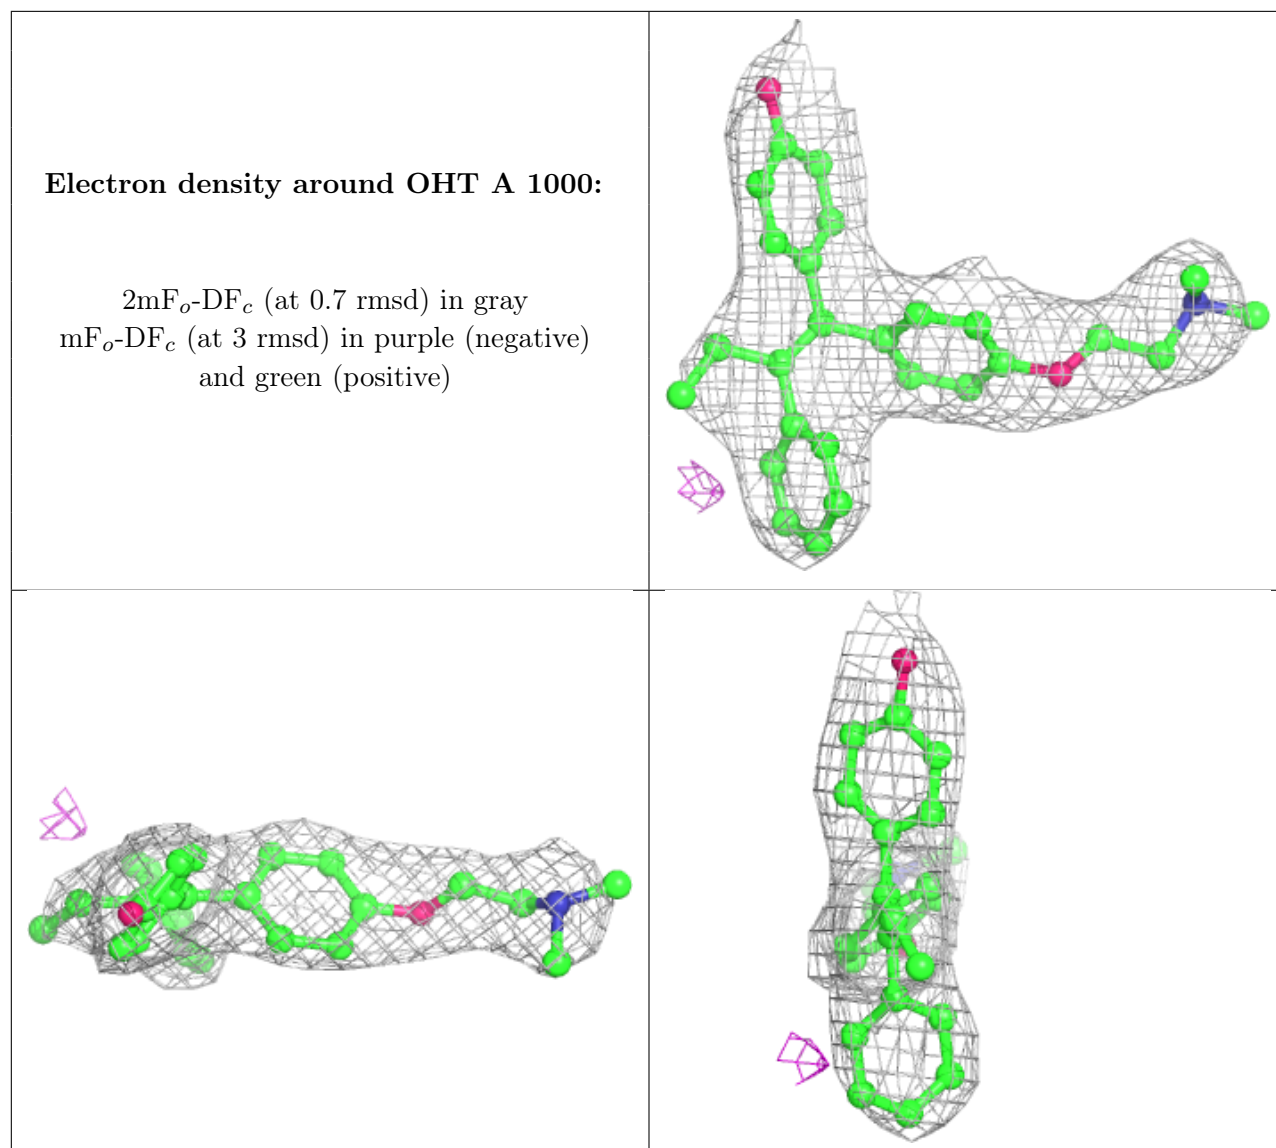 Electron density around OHT A 1000:
2mFo-DFc (at 0.7 rmsd) in gray
mFo-DFc (at 3 rmsd) in purple (negative)
and green (positive)